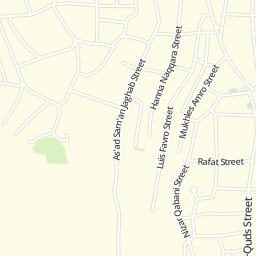 As'ad Sam'an Jaghab Street
Hanna Naqqara Street
Mukhles Amro Street
Luis Favro Street
Rafat Street
Nizar Qabani Street
-Quds Street